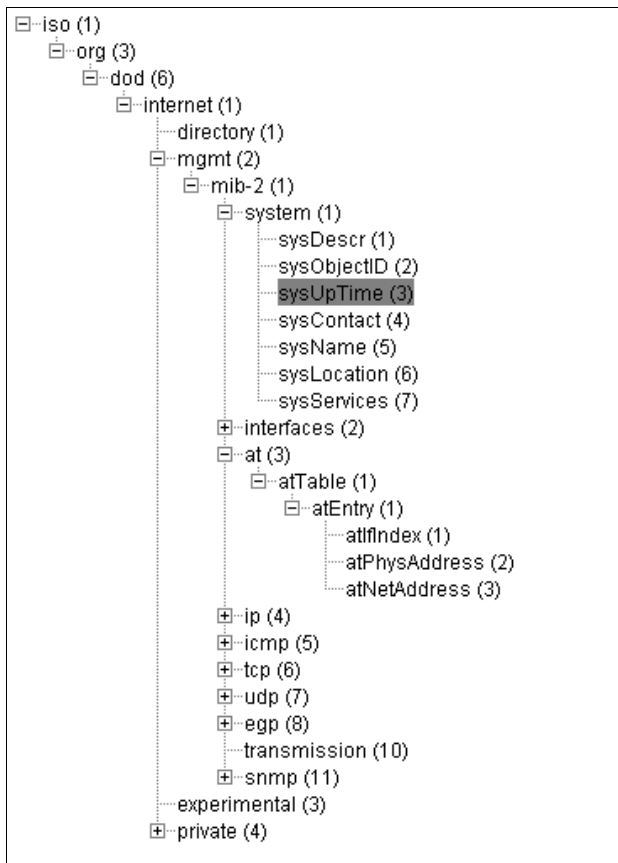 iso (1)
org (3)
dod (6)
internet (1)
directory (1)
mgmt (2)
mib-2 (1)
system (1)
sysDescr (1)
sysObjectID (2)
sysUpTime (3)
sysContact (4)
sysName (5)
sysLocation (6)
sysServices (7)
interfaces (2)
at (3)
atTable (1)
atEntry (1)
atIfIndex (1)
atPhysAddress (2)
atNetAddress (3)
ip (4)
icmp (5)
tcp (6)
udp (7)
egp (8)
transmission (10)
snmp (11)
experimental (3)
private (4)